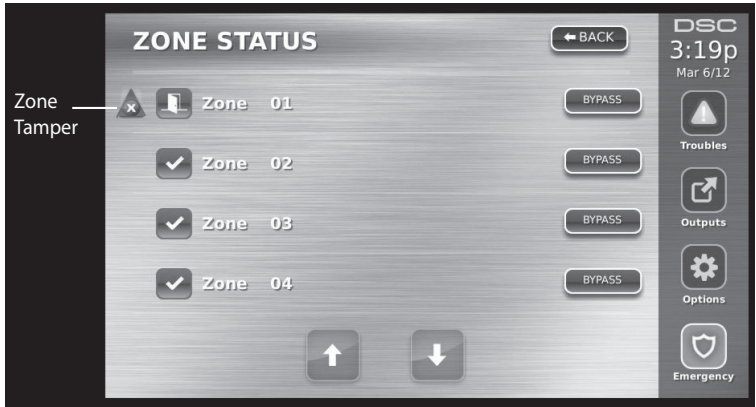 ZONE STATUS
BACK
DSC
3:19p
Mar 6/12
Zone Tamper
x
Zone 01
BYPASS
Troubles
Zone 02
BYPASS
Zone 03
BYPASS
Outputs
Zone 04
BYPASS
Options
Emergency